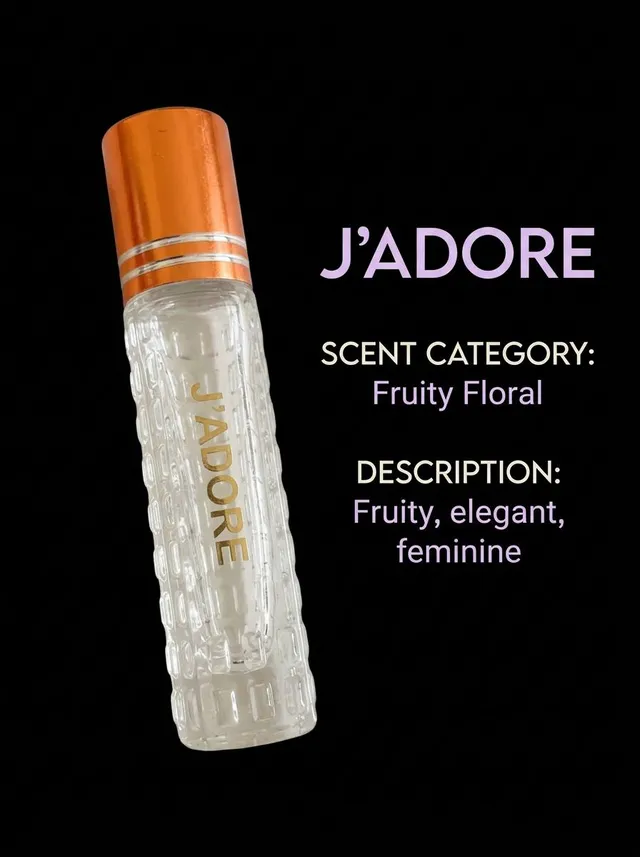 J'ADORE
J’ADORE
SCENT CATEGORY:
Fruity Floral
DESCRIPTION:
Fruity, elegant,
feminine